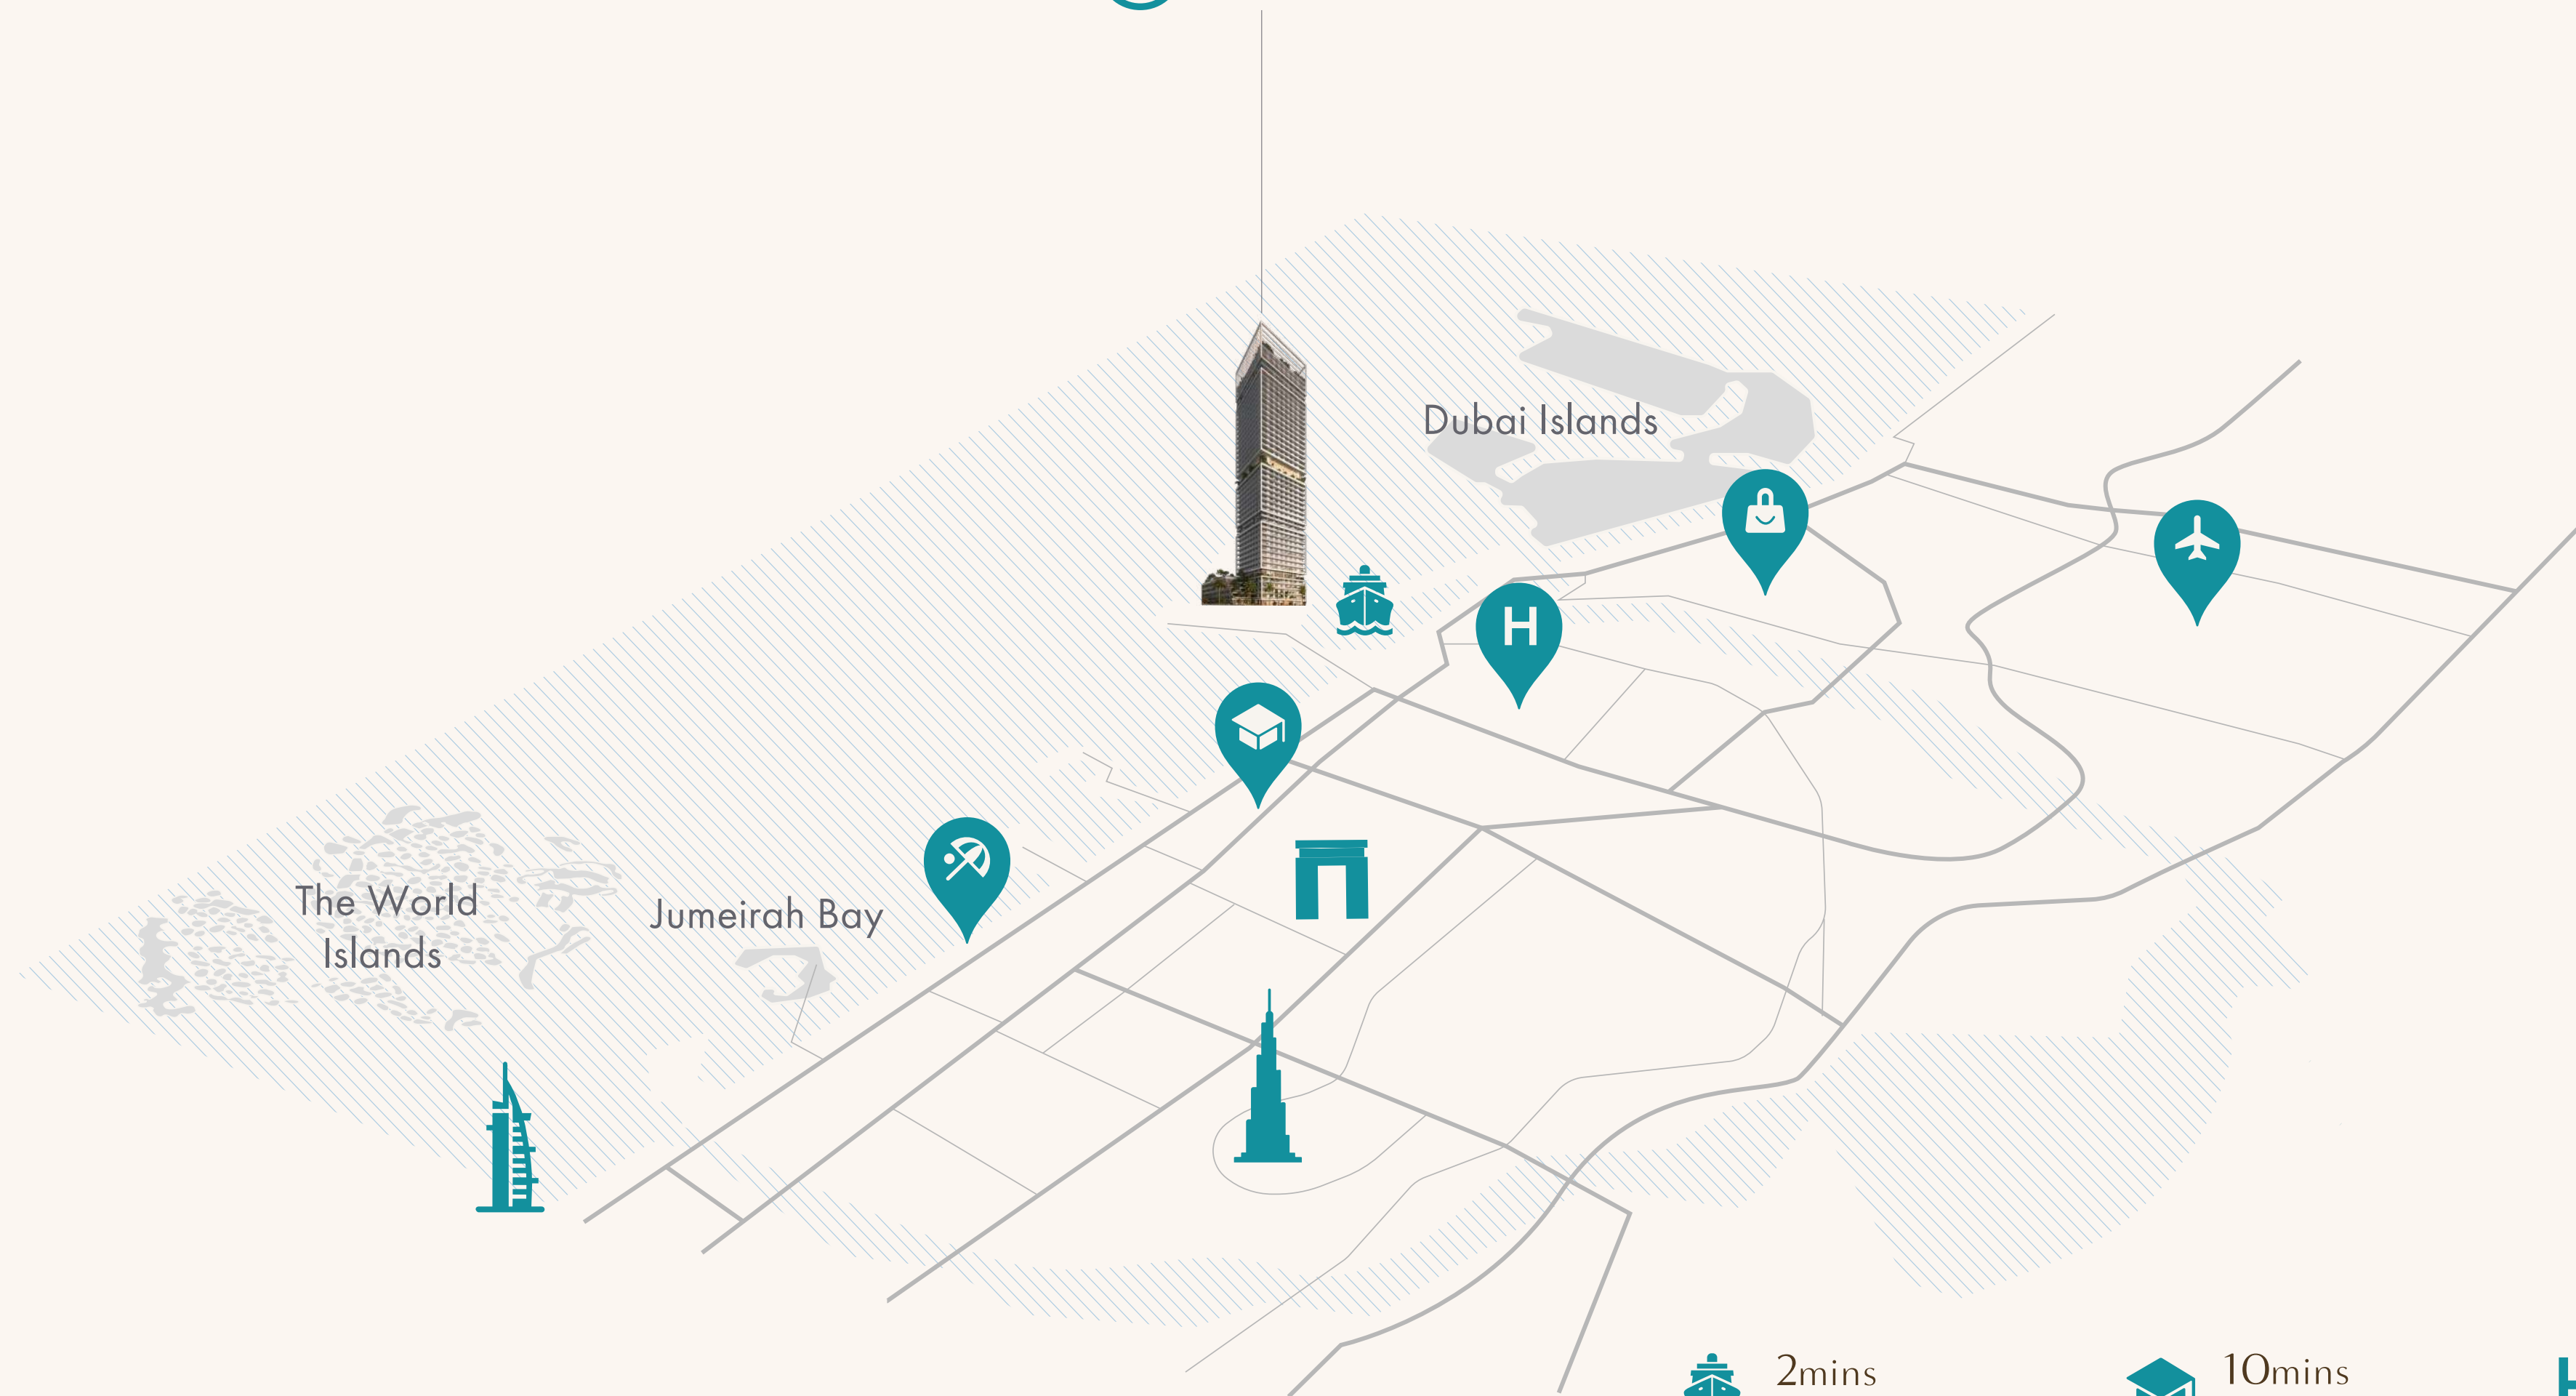 Dubai Islands
H
The World
Islands
Jumeirah Bay
2mins
10mins